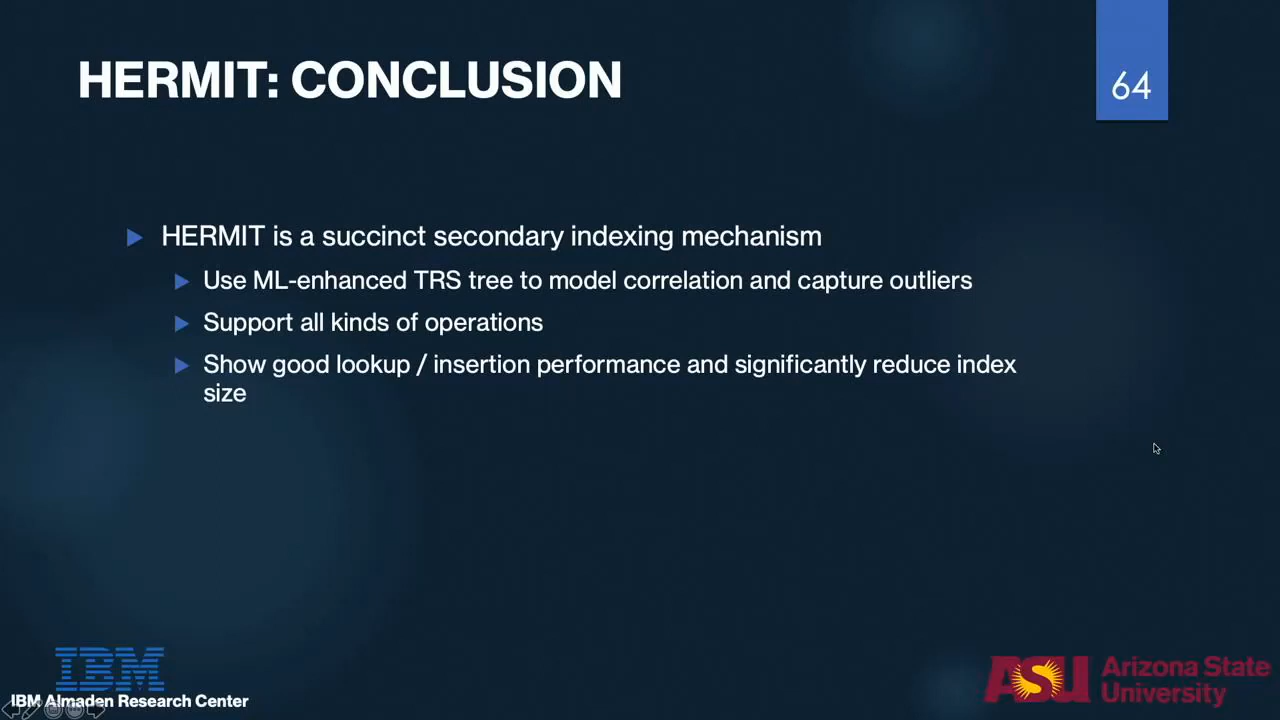 HERMIT: CONCLUSION
64
HERMIT is a succinct secondary indexing mechanism
Use ML-enhanced TRS tree to model correlation and capture outliers
Support all kinds of operations
Show good lookup / insertion performance and significantly reduce index
size
IBM
IBM Almaden Research Center
ASU Arizona State
University